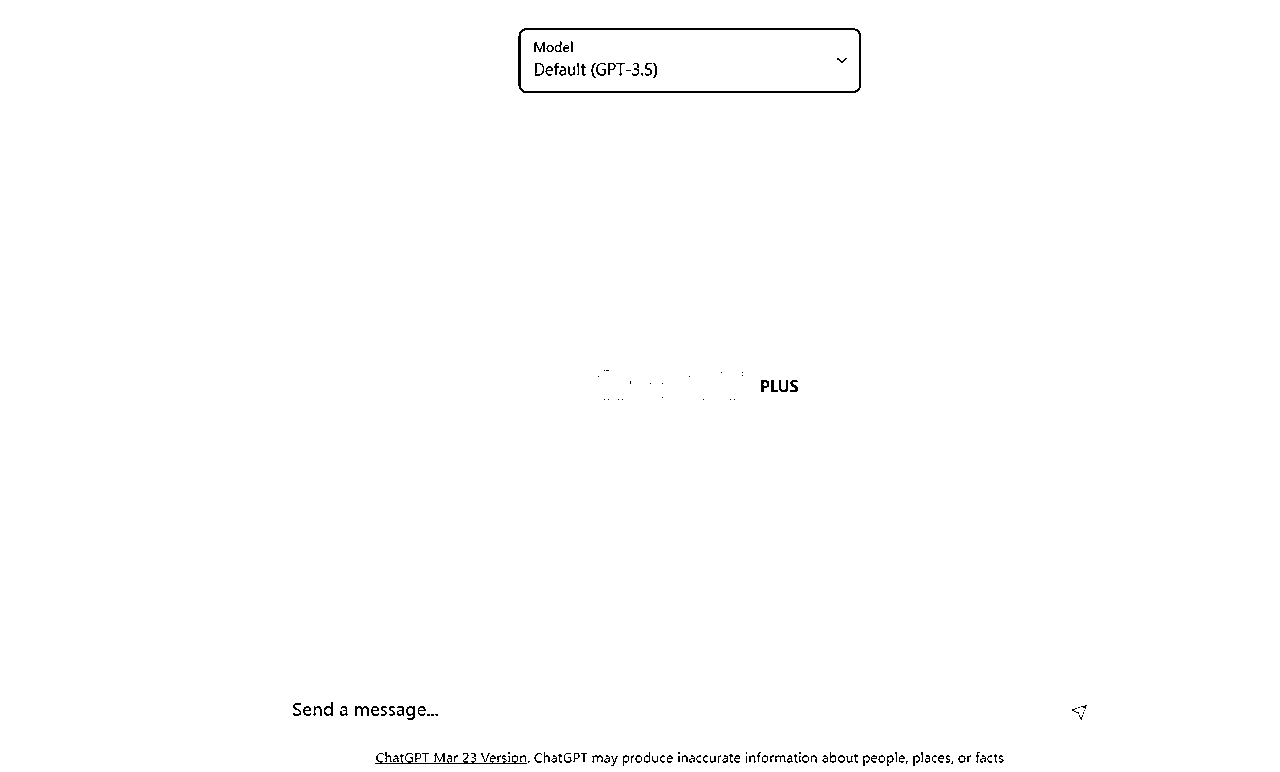 Model
Default (GPT-3.5)
PLUS
Send a message...
ChatGPT Mar 23 Version. ChatGPT may produce inaccurate information about people, places, or facts